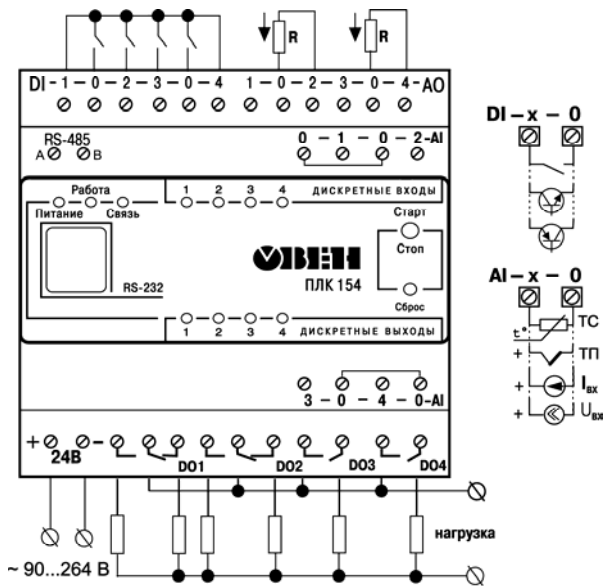 R
R
DI - 1 - 0 - 2 - 3 - 0 - 4
1 - 0 - 2 - 3 - 0 - 4 - AO
RS-485
A
B
0 - 1 - 0 - 2 -AI
Работа
Питание
Связь
1 2 3 4 ДИСКРЕТНЫЕ ВХОДЫ
Старт
Стоп
ОВЕН
ПЛК 154
RS-232
Сброс
1 2 3 4 ДИСКРЕТНЫЕ ВЫХОДЫ
3 - 0 - 4 - 0-AI
+
24В
-
DO1
DO2
DO3
DO4
нагрузка
~ 90...264 В
DI – x – 0
AI – x – 0
t°
ТС
+
ТП
+
Iвх
+
Uвх